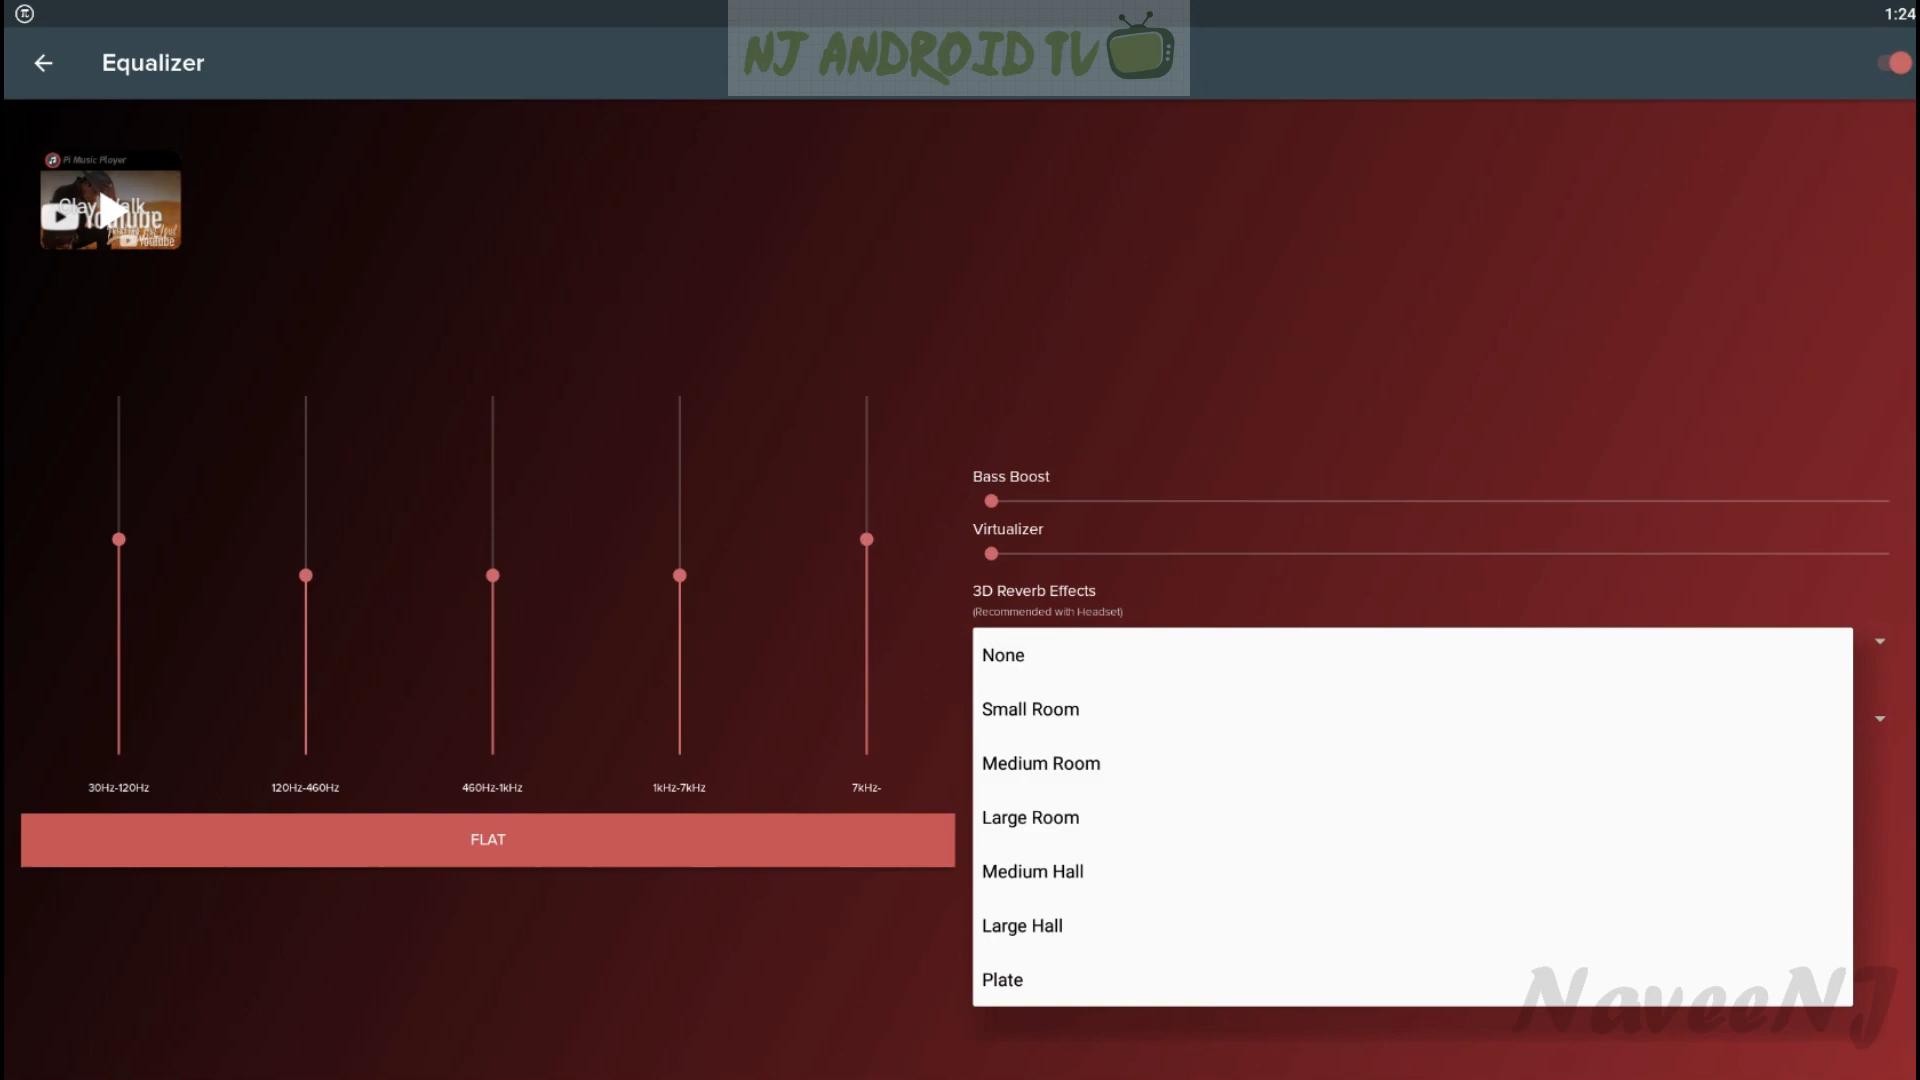 1:24
Equalizer
NJ ANDROID TV
Pi Music Player
YouTube
YouTube
Bass Boost
Virtualizer
3D Reverb Effects
(Recommended with Headset)
None
Small Room
Medium Room
Large Room
Medium Hall
Large Hall
Plate
30Hz-120Hz
120Hz-460Hz
460Hz-1kHz
1kHz-7kHz
7kHz-
FLAT
NaveeNJ